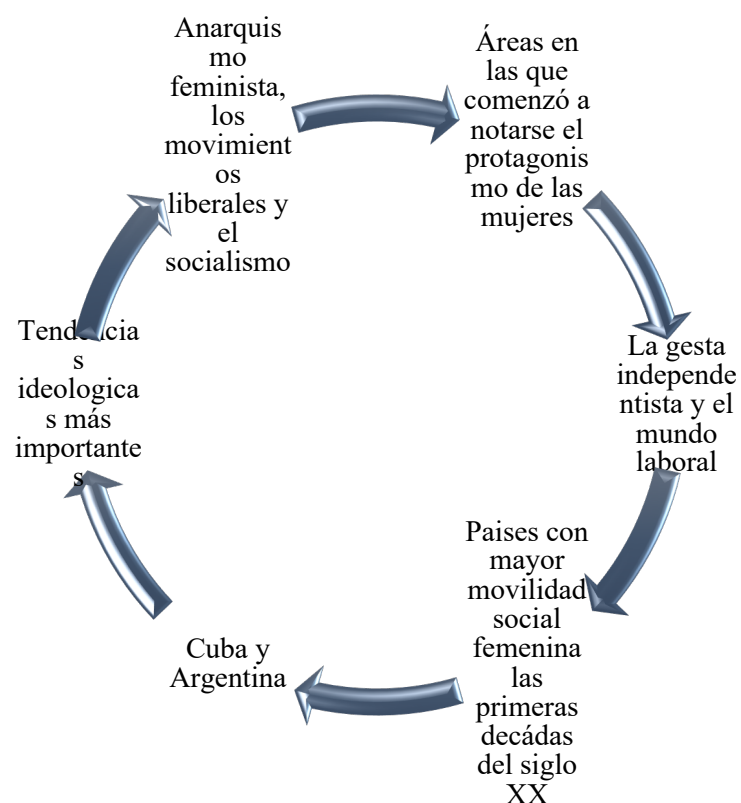 Anarquis
mo
feminista,
los
movimient
os
liberales y
el
socialismo
Áreas en
las que
comenzó a
notarse el
protagonis
mo de las
mujeres
La gesta
independe
ntista y el
mundo
laboral
Paises con
mayor
movilidad
social
femenina
las
primeras
decádas
del siglo
XX
Cuba y
Argentina
Tendencia
s
ideologica
s más
importante
s